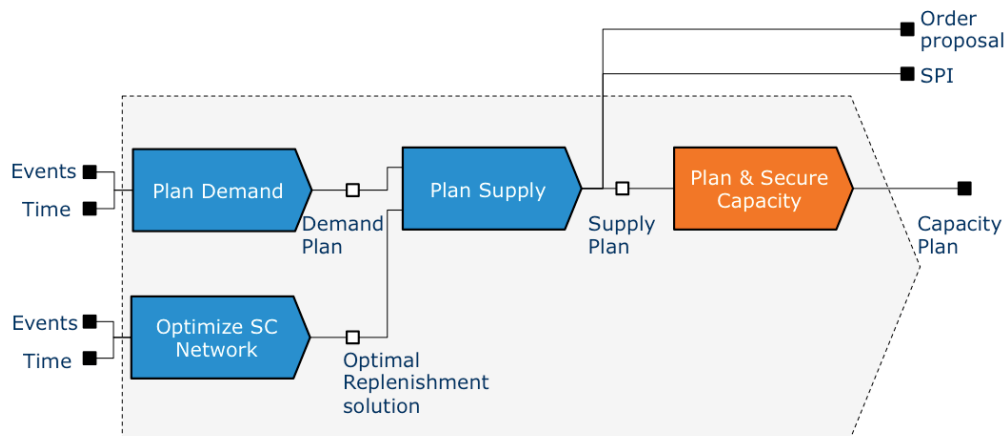 Order
proposal
SPI
Events
Time
Plan Demand
Demand
Plan
Plan Supply
Supply
Plan
Plan & Secure
Capacity
Capacity
Plan
Events
Time
Optimize SC
Network
Optimal
Replenishment
solution